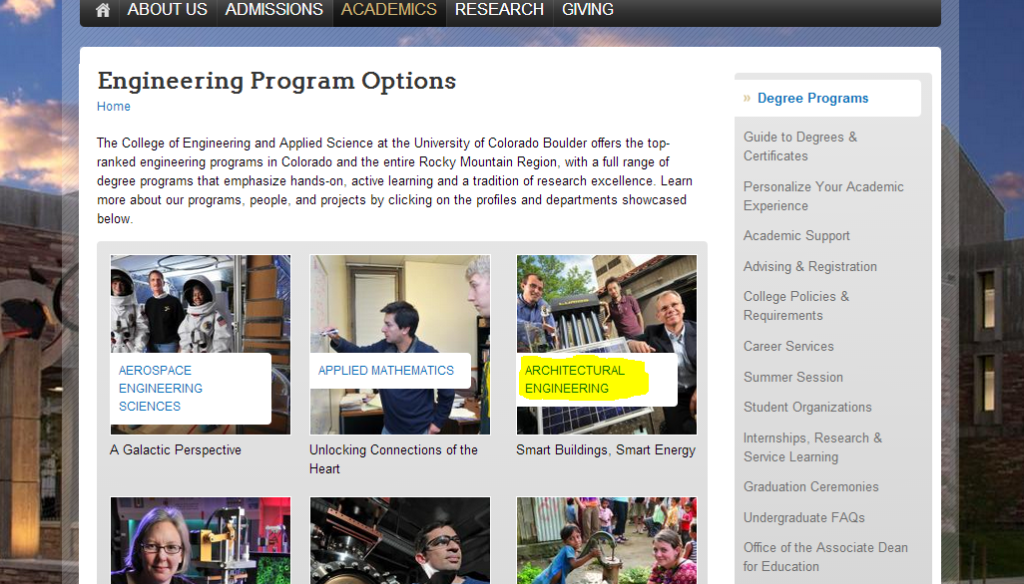 ABOUT US ADMISSIONS ACADEMICS RESEARCH GIVING
Engineering Program Options
Home
The College of Engineering and Applied Science at the University of Colorado Boulder offers the top-
ranked engineering programs in Colorado and the entire Rocky Mountain Region, with a full range of
degree programs that emphasize hands-on, active learning and a tradition of research excellence. Learn
more about our programs, people, and projects by clicking on the profiles and departments showcased
below.
AEROSPACE
ENGINEERING
SCIENCES
A Galactic Perspective
APPLIED MATHEMATICS
Unlocking Connections of the
Heart
ARCHITECTURAL
ENGINEERING
Smart Buildings, Smart Energy
» Degree Programs
Guide to Degrees &
Certificates
Personalize Your Academic
Experience
Academic Support
Advising & Registration
College Policies &
Requirements
Career Services
Summer Session
Student Organizations
Internships, Research &
Service Learning
Graduation Ceremonies
Undergraduate FAQs
Office of the Associate Dean
for Education